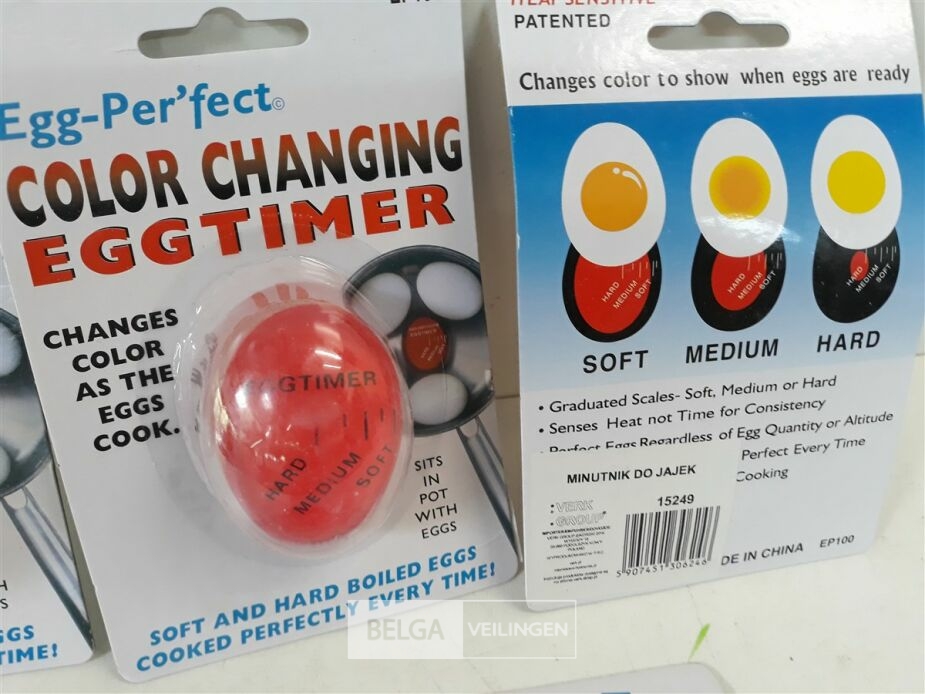 Egg-Per'fect©
COLOR CHANGING
EGGTIMER
CHANGES
COLOR
AS THE
EGGS
COOK.
EGGTIMER
HARD
MEDIUM
SOFT
SITS
IN
POT
WITH
EGGS
SOFT AND HARD BOILED EGGS
COOKED PERFECTLY EVERY TIME!
TIME!
HEAT SENSITIVE
PATENTED
Changes color to show when eggs are ready
HARD
MEDIUM
SOFT
HARD
MEDIUM
SOFT
HARD
MEDIUM
SOFT
SOFT MEDIUM HARD
• Graduated Scales- Soft, Medium or Hard
• Senses Heat not Time for Consistency
• Perfect Eggs Regardless of Egg Quantity or Altitude
Perfect Every Time
Cooking
MINUTNIK DO JAJEK
15249
VERK
GROUP
5907451306246
DE IN CHINA EP100
BELGA VEILINGEN